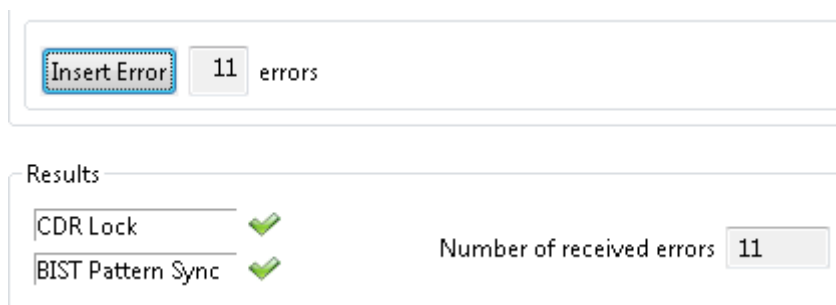 Insert Error 11 errors
Results
CDR Lock
Number of received errors 11
BIST Pattern Sync